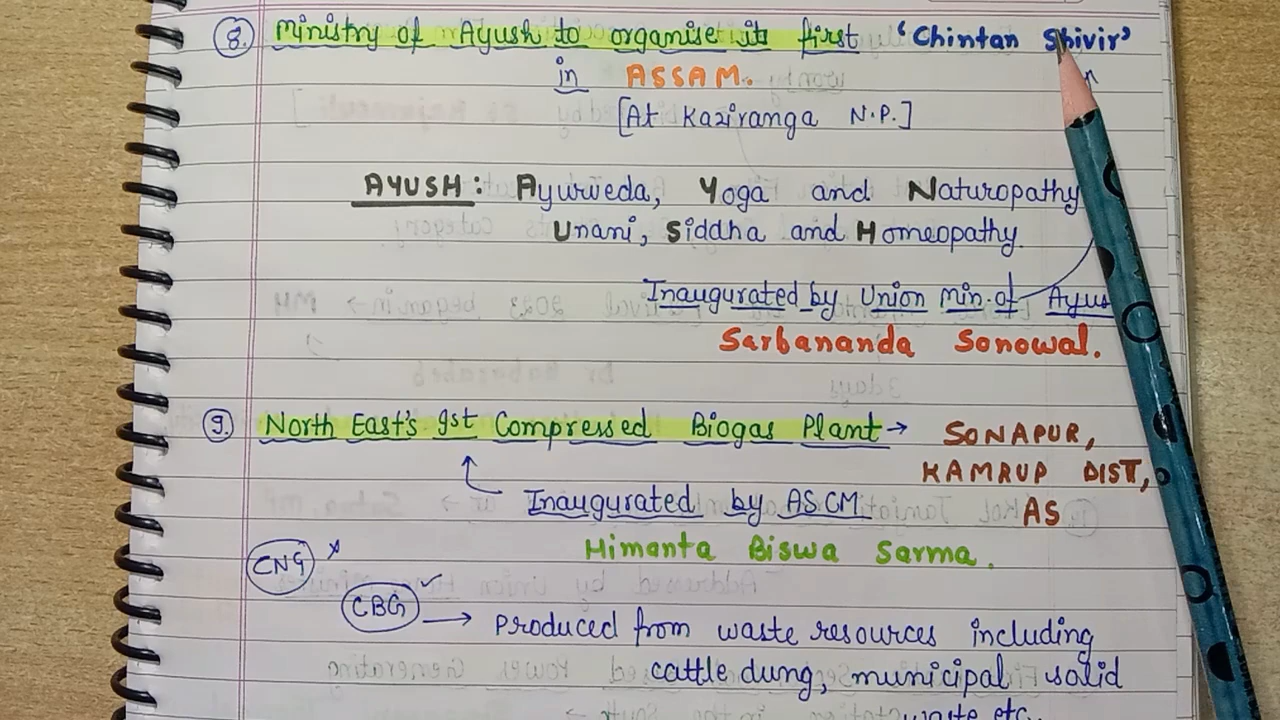 8. Ministry of Ayush to organise its first 'Chintan Shivir'
in ASSAM.
[At Kaziranga N.P.]
AYUSH: Ayurveda, Yoga and Naturopathy
Unani, Siddha and Homeopathy.
Inaugurated by Union Min. of Ayus
Sarbananda Sonowal.
9. North East's 1st Compressed Biogas Plant → SONAPUR,
KAMRUP DIST,
Inaugurated by AS CM AS
Himanta Biswa Sarma.
CNG ×
CBG ✓ → Produced from waste resources including
cattle dung, municipal solid
waste etc.